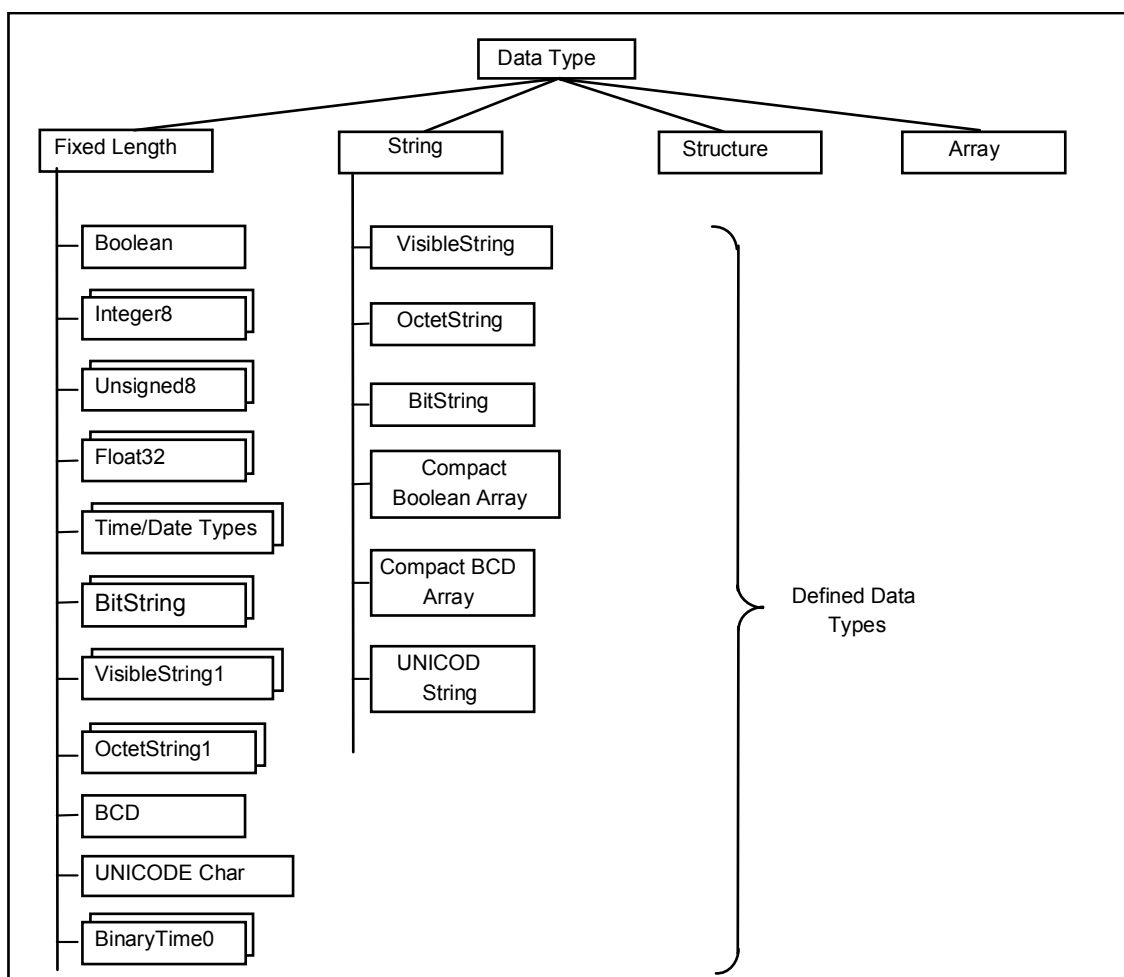 Data Type
Fixed Length
String
Structure
Array
Boolean
Integer8
Unsigned8
Float32
Time/Date Types
BitString
VisibleString1
OctetString1
BCD
UNICODE Char
BinaryTime0
VisibleString
OctetString
BitString
Compact
Boolean Array
Compact BCD
Array
UNICOD
String
Defined Data
Types